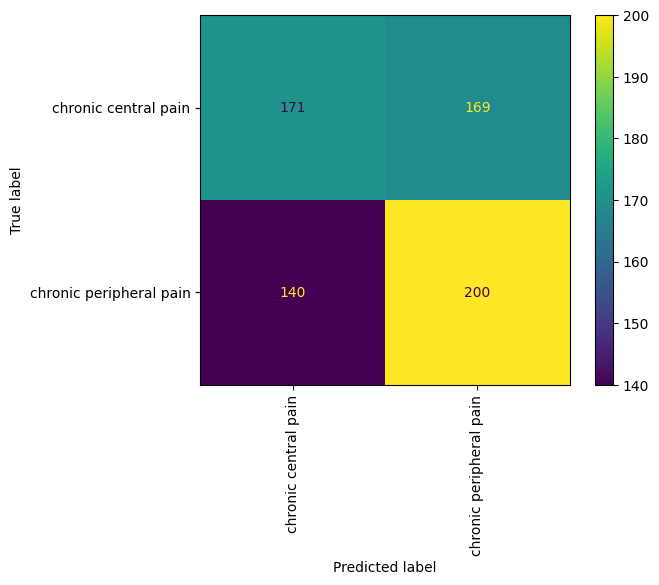 chronic central pain
chronic peripheral pain
True label
171
169
140
200
chronic central pain
chronic peripheral pain
Predicted label
200
190
180
170
160
150
140